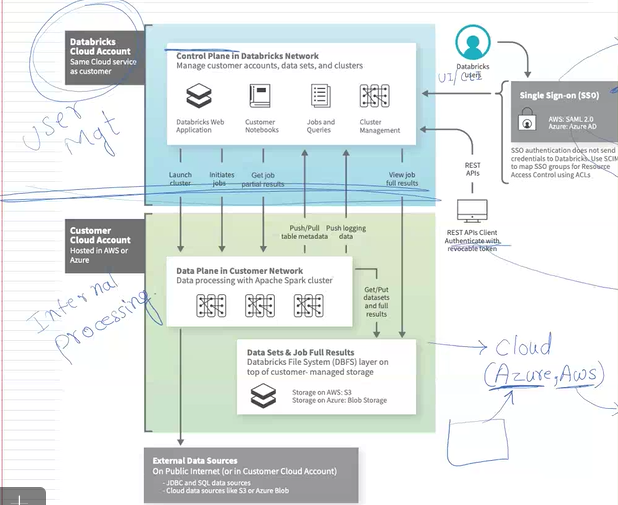 Databricks
Cloud Account
Same Cloud service
as customer
User
Mgt
Control Plane in Databricks Network
Manage customer accounts, data sets, and clusters
Databricks Web
Application
Customer
Notebooks
Jobs and
Queries
Cluster
Management
Databricks
users
Single Sign-on (SSO)
AWS: SAML 2.0
Azure: Azure AD
SSO authentication does not send
credentials to Databricks. Use SCIM
to map SSO groups for Resource
Access Control using ACLs
REST
APIs
REST APIs Client
Authenticate with
revocable token
Launch
cluster
Initiates
jobs
Get job
partial results
View job
full results
Push/Pull
table metadata
Push logging
data
Customer
Cloud Account
Hosted in AWS or
Azure
Internal
Processing
Data Plane in Customer Network
Data processing with Apache Spark cluster
Get/Put
datasets
and full
results
Data Sets & Job Full Results
Databricks File System (DBFS) layer on
top of customer- managed storage
Storage on AWS: S3
Storage on Azure: Blob Storage
Cloud
(Azure, Aws)
External Data Sources
On Public Internet (or in Customer Cloud Account)
- JDBC and SQL data sources
- Cloud data sources like S3 or Azure Blob